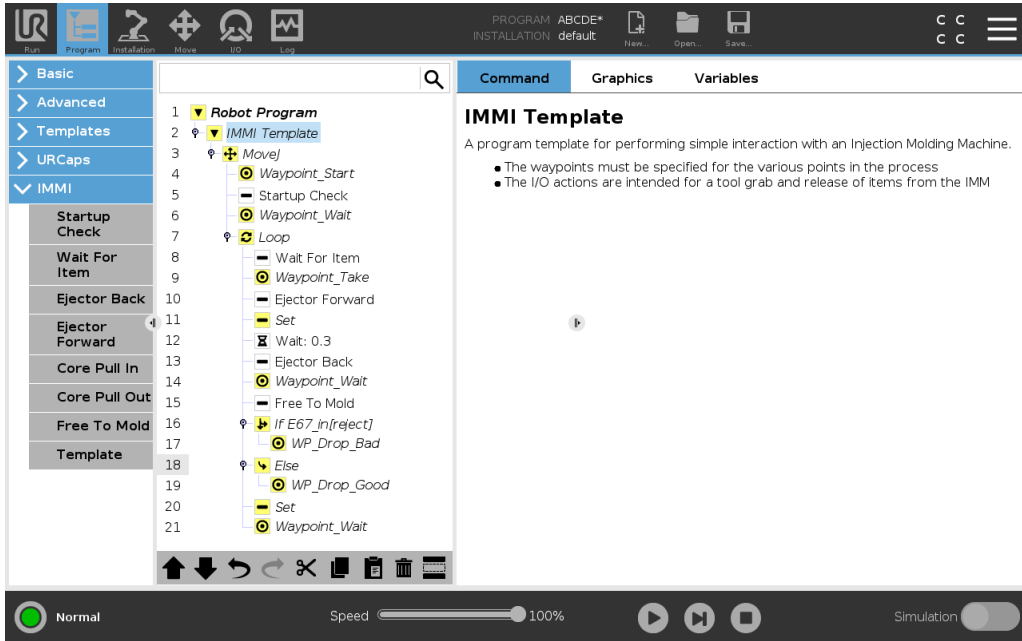 UR
PROGRAM ABCDE*
INSTALLATION default
C C
C C
Run
Program
Installation
Move
I/O
Log
New...
Open...
Save...
Basic
Advanced
Templates
URCaps
IMMI
Startup
Check
Wait For
Item
Ejector Back
Ejector
Forward
Core Pull In
Core Pull Out
Free To Mold
Template
1 Robot Program
2 IMMI Template
3 MoveJ
4 Waypoint_Start
5 Startup Check
6 Waypoint_Wait
7 Loop
8 Wait For Item
9 Waypoint_Take
10 Ejector Forward
11 Set
12 Wait: 0.3
13 Ejector Back
14 Waypoint_Wait
15 Free To Mold
16 If E67_in[reject]
17 WP_Drop_Bad
18 Else
19 WP_Drop_Good
20 Set
21 Waypoint_Wait
Command Graphics Variables
IMMI Template
A program template for performing simple interaction with an Injection Molding Machine.
• The waypoints must be specified for the various points in the process
• The I/O actions are intended for a tool grab and release of items from the IMM
Normal
Speed 100%
Simulation